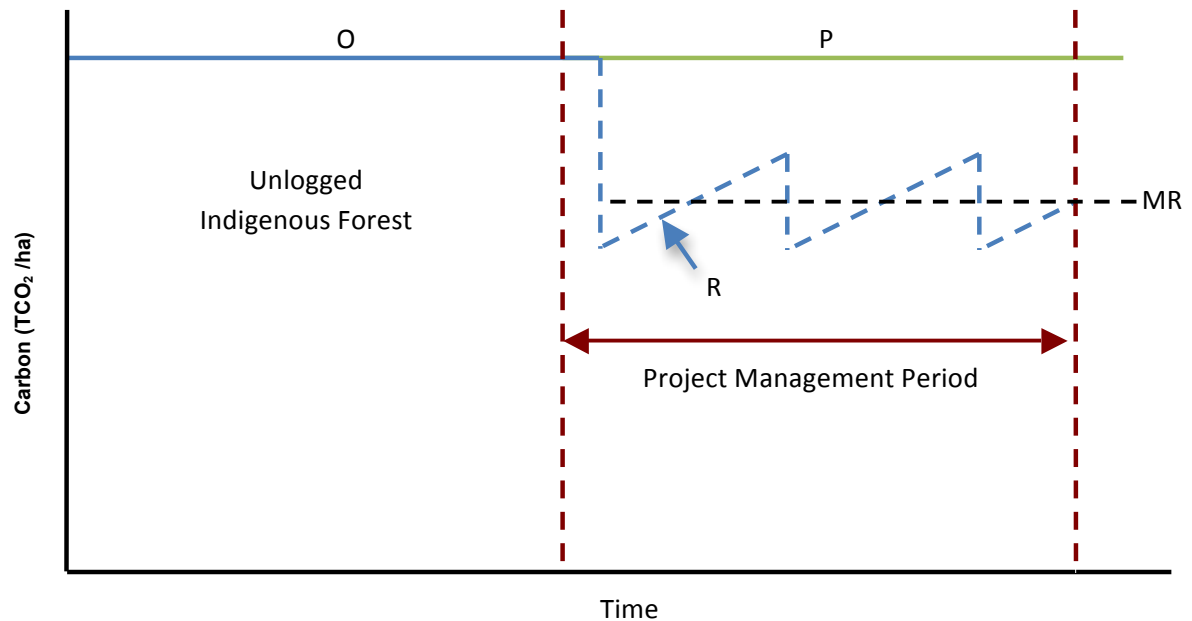 O
P
Unlogged
Indigenous Forest
MR
R
Project Management Period
Carbon (TCO₂ /ha)
Time